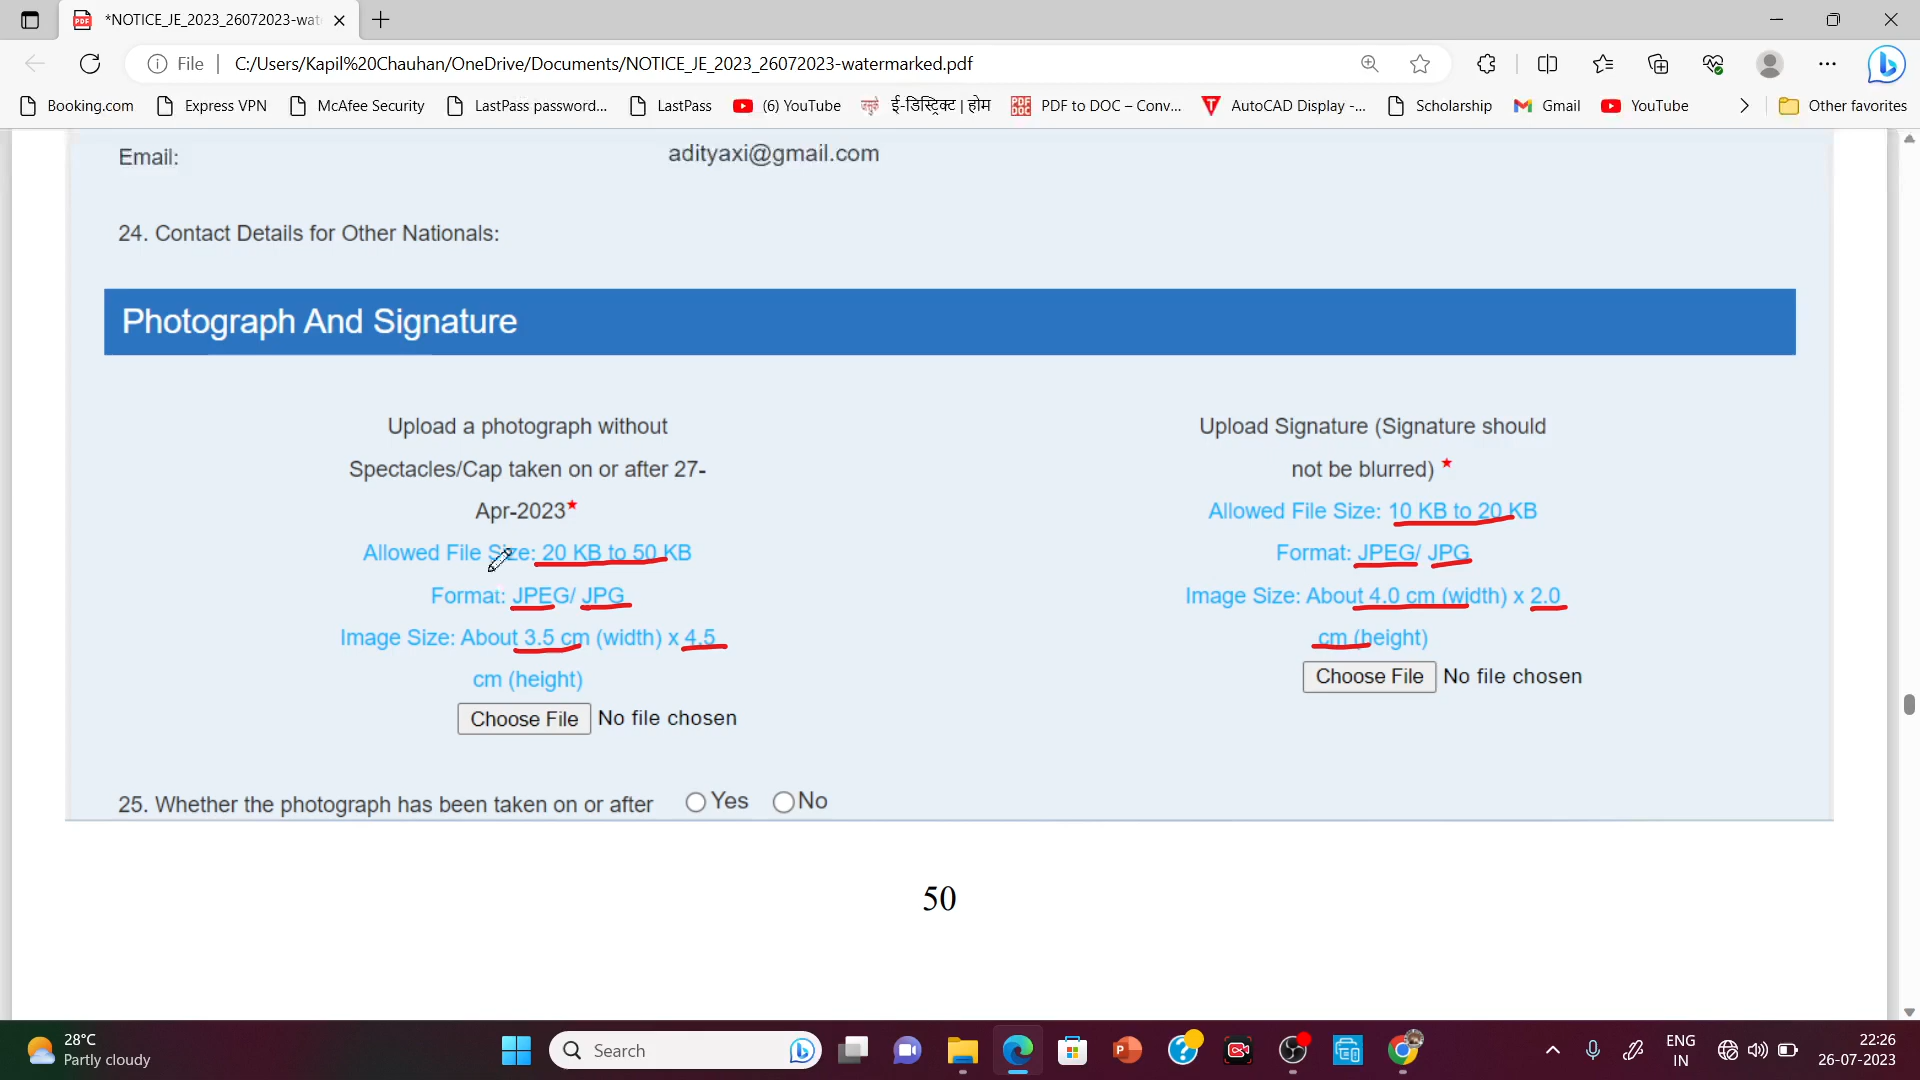 *NOTICE_JE_2023_26072023-wat
File
C:/Users/Kapil%20Chauhan/OneDrive/Documents/NOTICE_JE_2023_26072023-watermarked.pdf
Booking.com
Express VPN
McAfee Security
LastPass password...
LastPass
(6) YouTube
ई-डिस्ट्रिक्ट | होम
PDF to DOC – Conv...
AutoCAD Display -...
Scholarship
Gmail
YouTube
Other favorites
Email: adityaxi@gmail.com
24. Contact Details for Other Nationals:
Photograph And Signature
Upload a photograph without
Spectacles/Cap taken on or after 27-
Apr-2023*
Allowed File Size: 20 KB to 50 KB
Format: JPEG/ JPG
Image Size: About 3.5 cm (width) x 4.5
cm (height)
Choose File No file chosen
Upload Signature (Signature should
not be blurred) *
Allowed File Size: 10 KB to 20 KB
Format: JPEG/ JPG
Image Size: About 4.0 cm (width) x 2.0
cm (height)
Choose File No file chosen
25. Whether the photograph has been taken on or after Yes No
50
28°C
Partly cloudy
Search
ENG
IN
22:26
26-07-2023